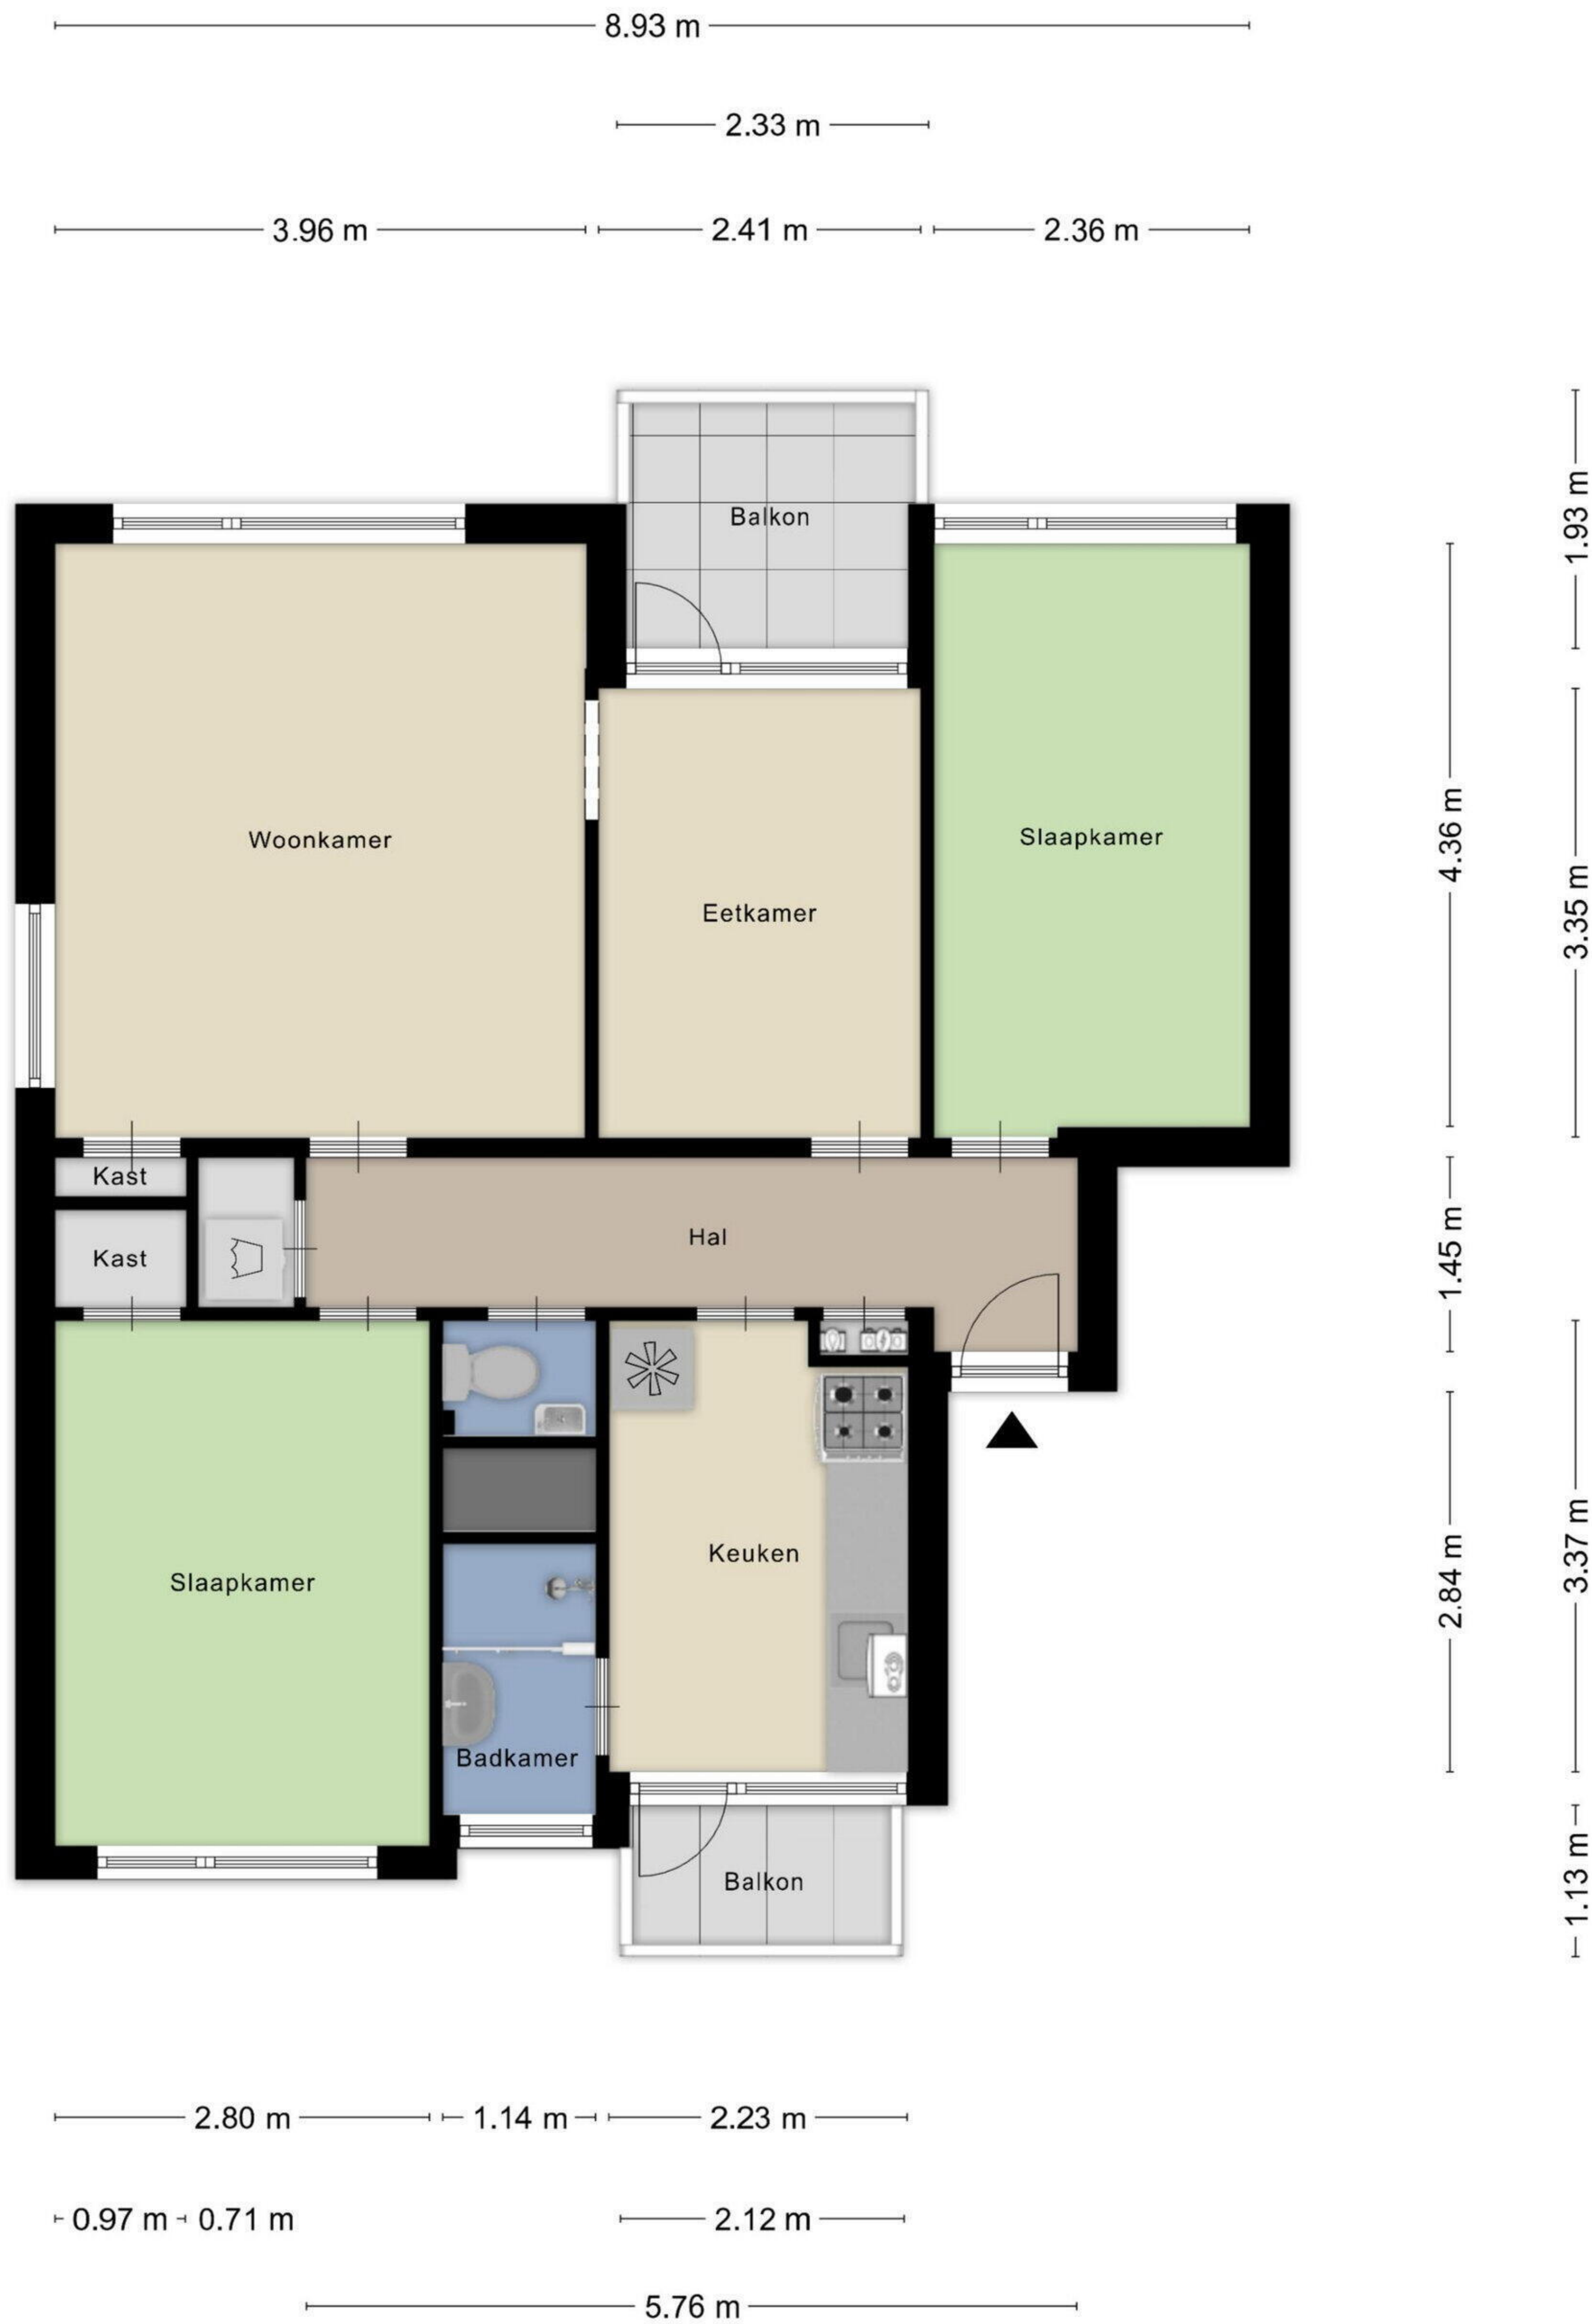 8.93 m
2.33 m
3.96 m
2.41 m
2.36 m
Balkon
1.93 m
Woonkamer
Slaapkamer
4.36 m
Eetkamer
3.35 m
Kast
Hal
1.45 m
Kast
Keuken
Slaapkamer
2.84 m
3.37 m
Badkamer
Balkon
1.13 m
2.80 m
1.14 m
2.23 m
0.97 m
0.71 m
2.12 m
5.76 m